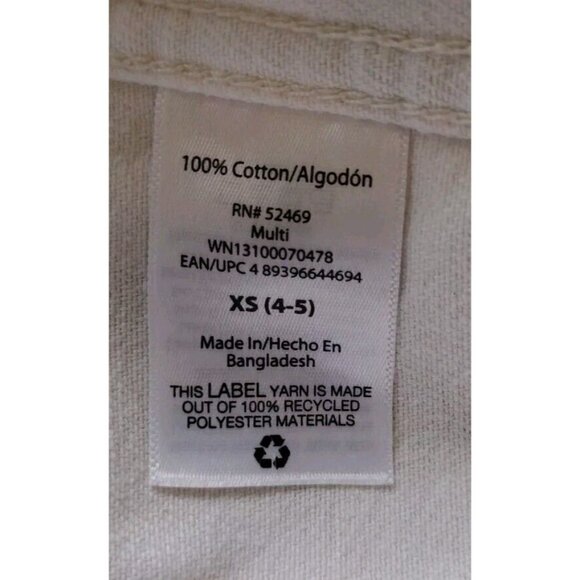 100% Cotton/Algodón
RN# 52469
Multi
WN13100070478
EAN/UPC 4 89396644694
XS (4-5)
Made In/Hecho En
Bangladesh
THIS LABEL YARN IS MADE
OUT OF 100% RECYCLED
POLYESTER MATERIALS